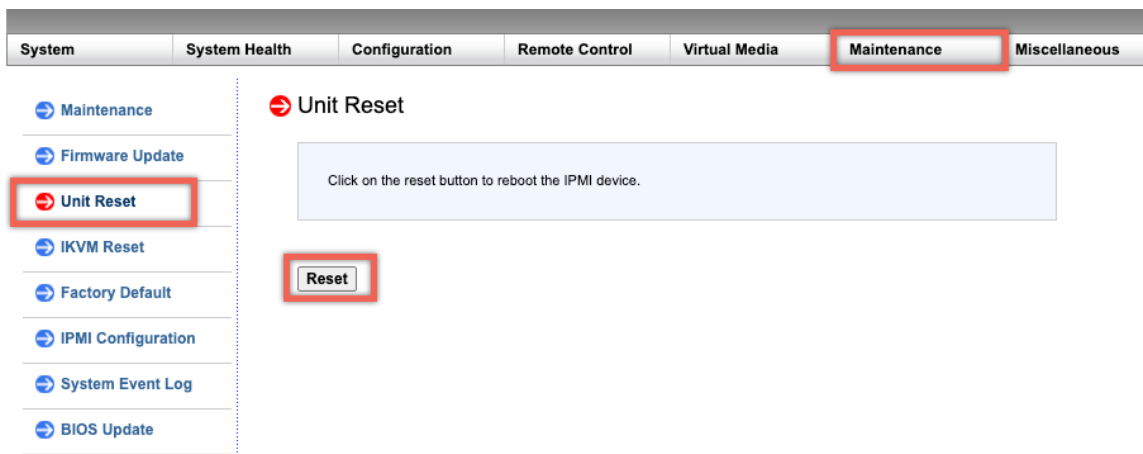 System System Health Configuration Remote Control Virtual Media Maintenance Miscellaneous
Maintenance
Firmware Update
Unit Reset
IKVM Reset
Factory Default
IPMI Configuration
System Event Log
BIOS Update
Unit Reset
Click on the reset button to reboot the IPMI device.
Reset